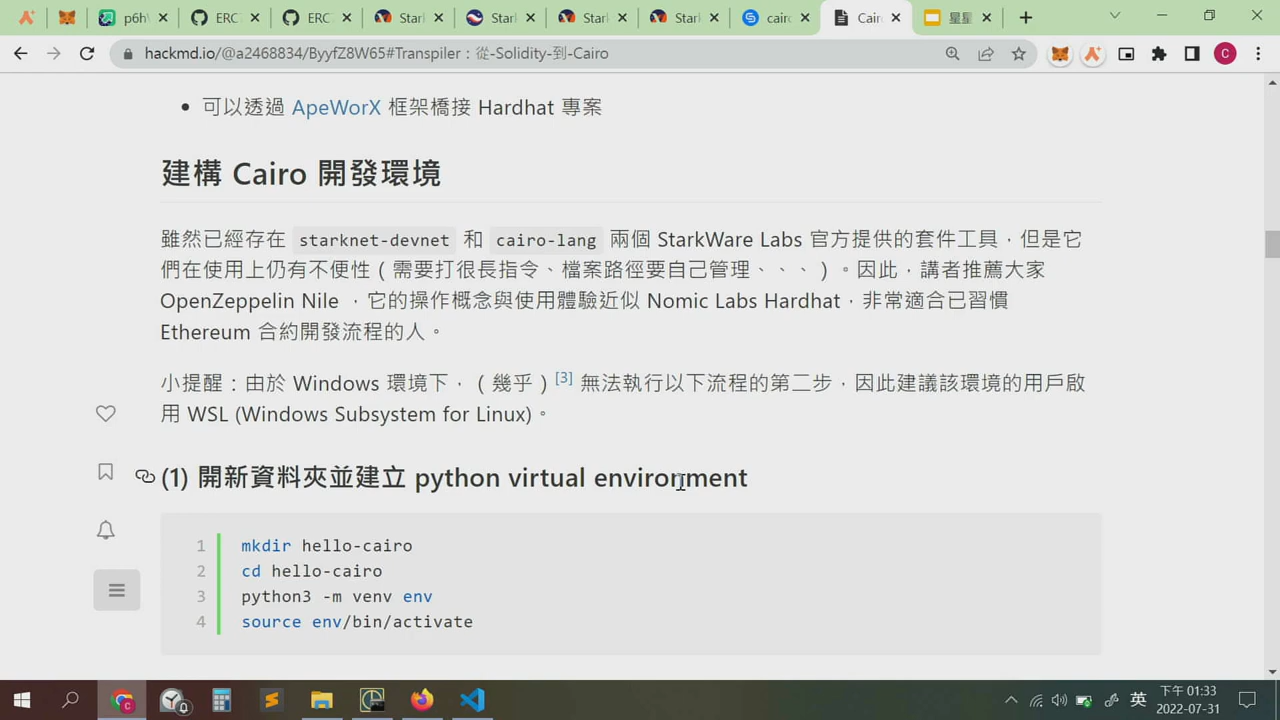 p6hV
ERC
ERC
Starl
Stark
Star
Stark
cairo
Cairo
星星
hackmd.io/@a2468834/ByyfZ8W65#Transpiler：從-Solidity-到-Cairo
C
• 可以透過 ApeWorX 框架橋接 Hardhat 專案
建構 Cairo 開發環境
雖然已經存在 starknet-devnet 和 cairo-lang 兩個 StarkWare Labs 官方提供的套件工具，但是它
們在使用上仍有不便性（需要打很長指令、檔案路徑要自己管理、、、）。因此，講者推薦大家
OpenZeppelin Nile ，它的操作概念與使用體驗近似 Nomic Labs Hardhat，非常適合已習慣
Ethereum 合約開發流程的人。
小提醒：由於 Windows 環境下，（幾乎）[3] 無法執行以下流程的第二步，因此建議該環境的用戶啟
用 WSL (Windows Subsystem for Linux)。
(1) 開新資料夾並建立 python virtual environment
1 mkdir hello-cairo
2 cd hello-cairo
3 python3 -m venv env
4 source env/bin/activate
英
下午 01:33
2022-07-31